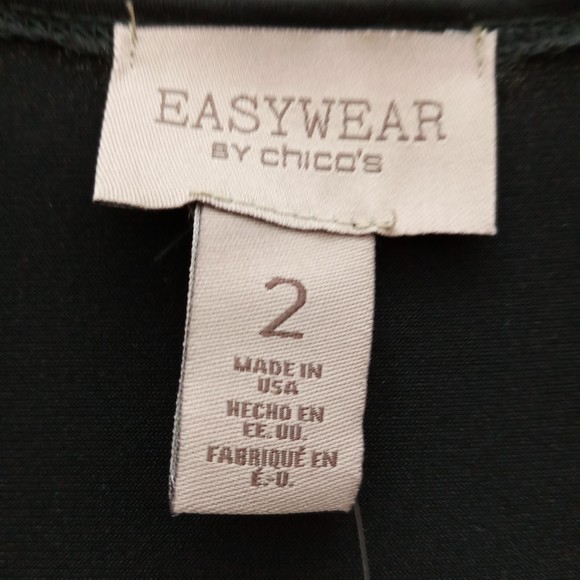 EASYWEAR
BY chico's
2
MADE IN
USA
HECHO EN
EE.UU.
FABRIQUÉ EN
É.-U.